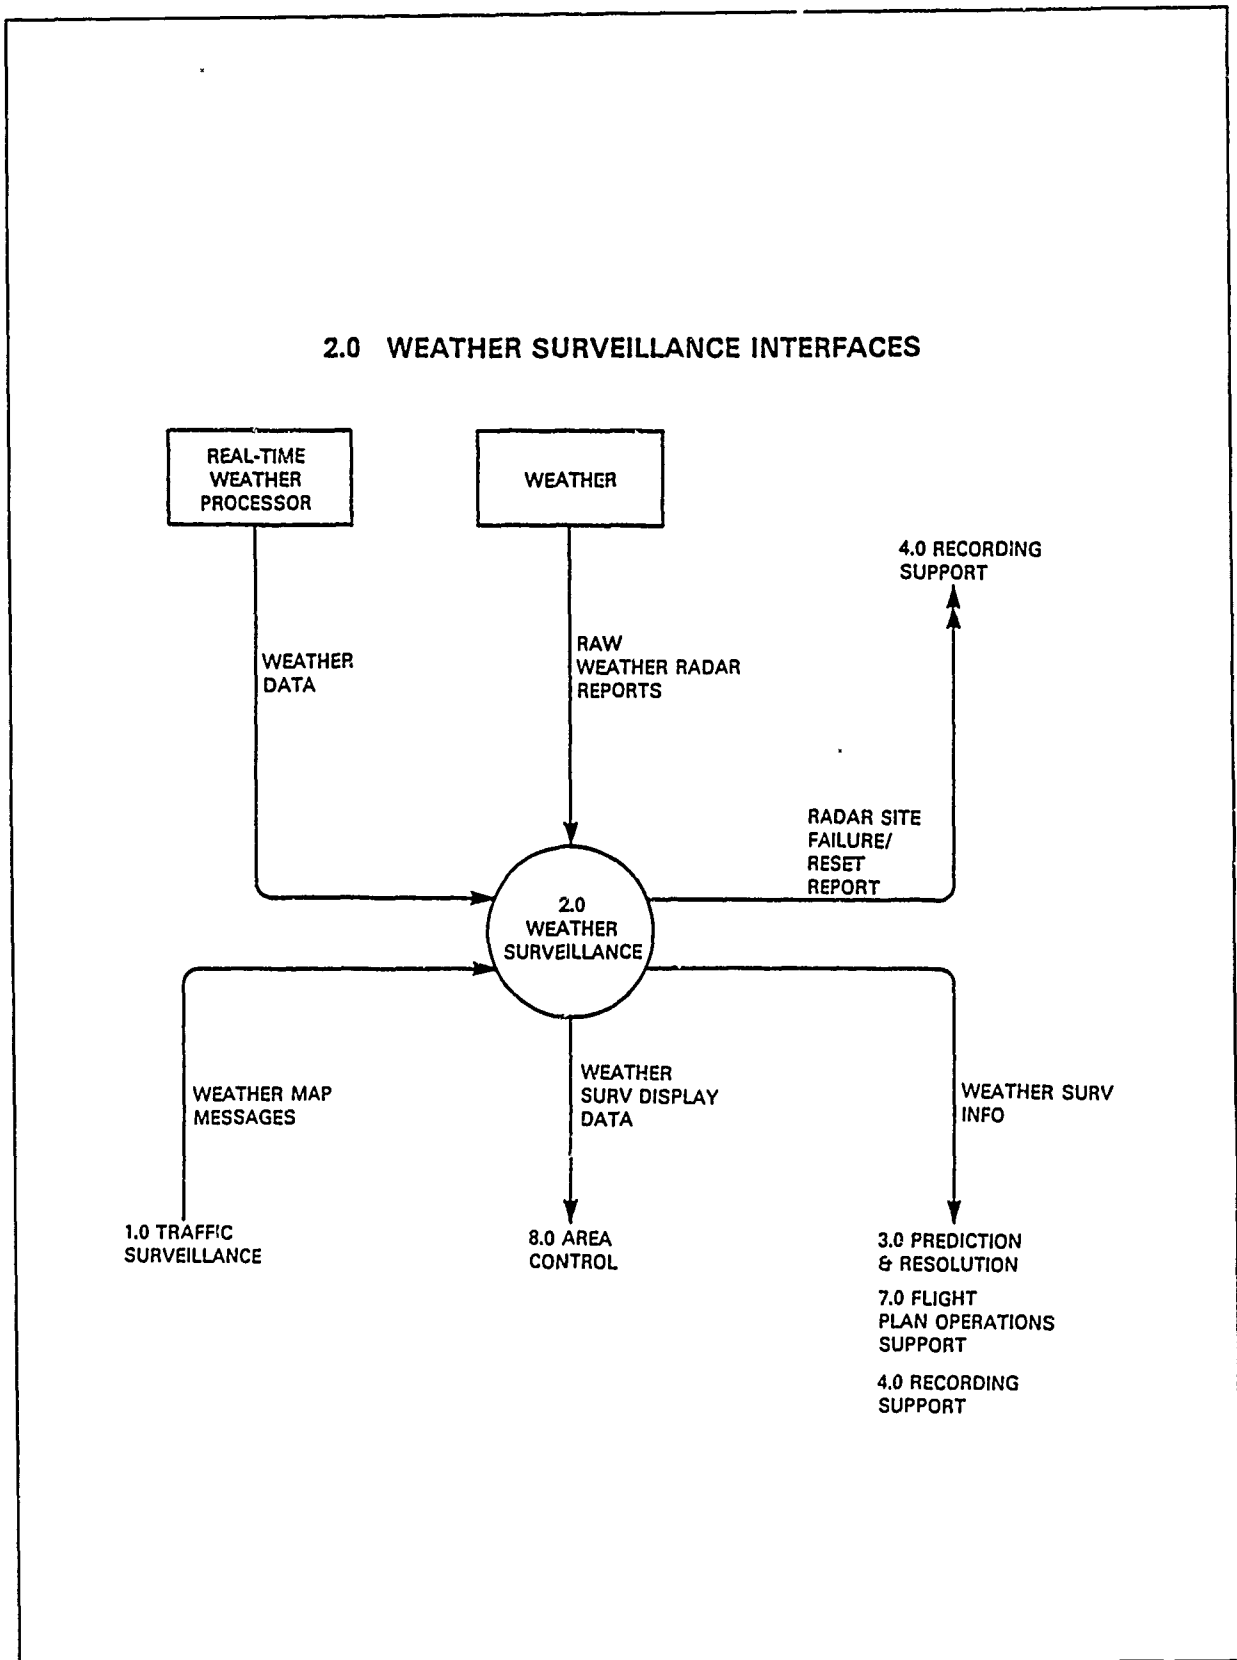 2.0 WEATHER SURVEILLANCE INTERFACES
REAL-TIME
WEATHER
PROCESSOR
WEATHER
4.0 RECORDING
SUPPORT
WEATHER
DATA
RAW
WEATHER RADAR
REPORTS
RADAR SITE
FAILURE/
RESET
REPORT
2.0
WEATHER
SURVEILLANCE
WEATHER MAP
MESSAGES
WEATHER
SURV DISPLAY
DATA
WEATHER SURV
INFO
1.0 TRAFFIC
SURVEILLANCE
8.0 AREA
CONTROL
3.0 PREDICTION
& RESOLUTION
7.0 FLIGHT
PLAN OPERATIONS
SUPPORT
4.0 RECORDING
SUPPORT